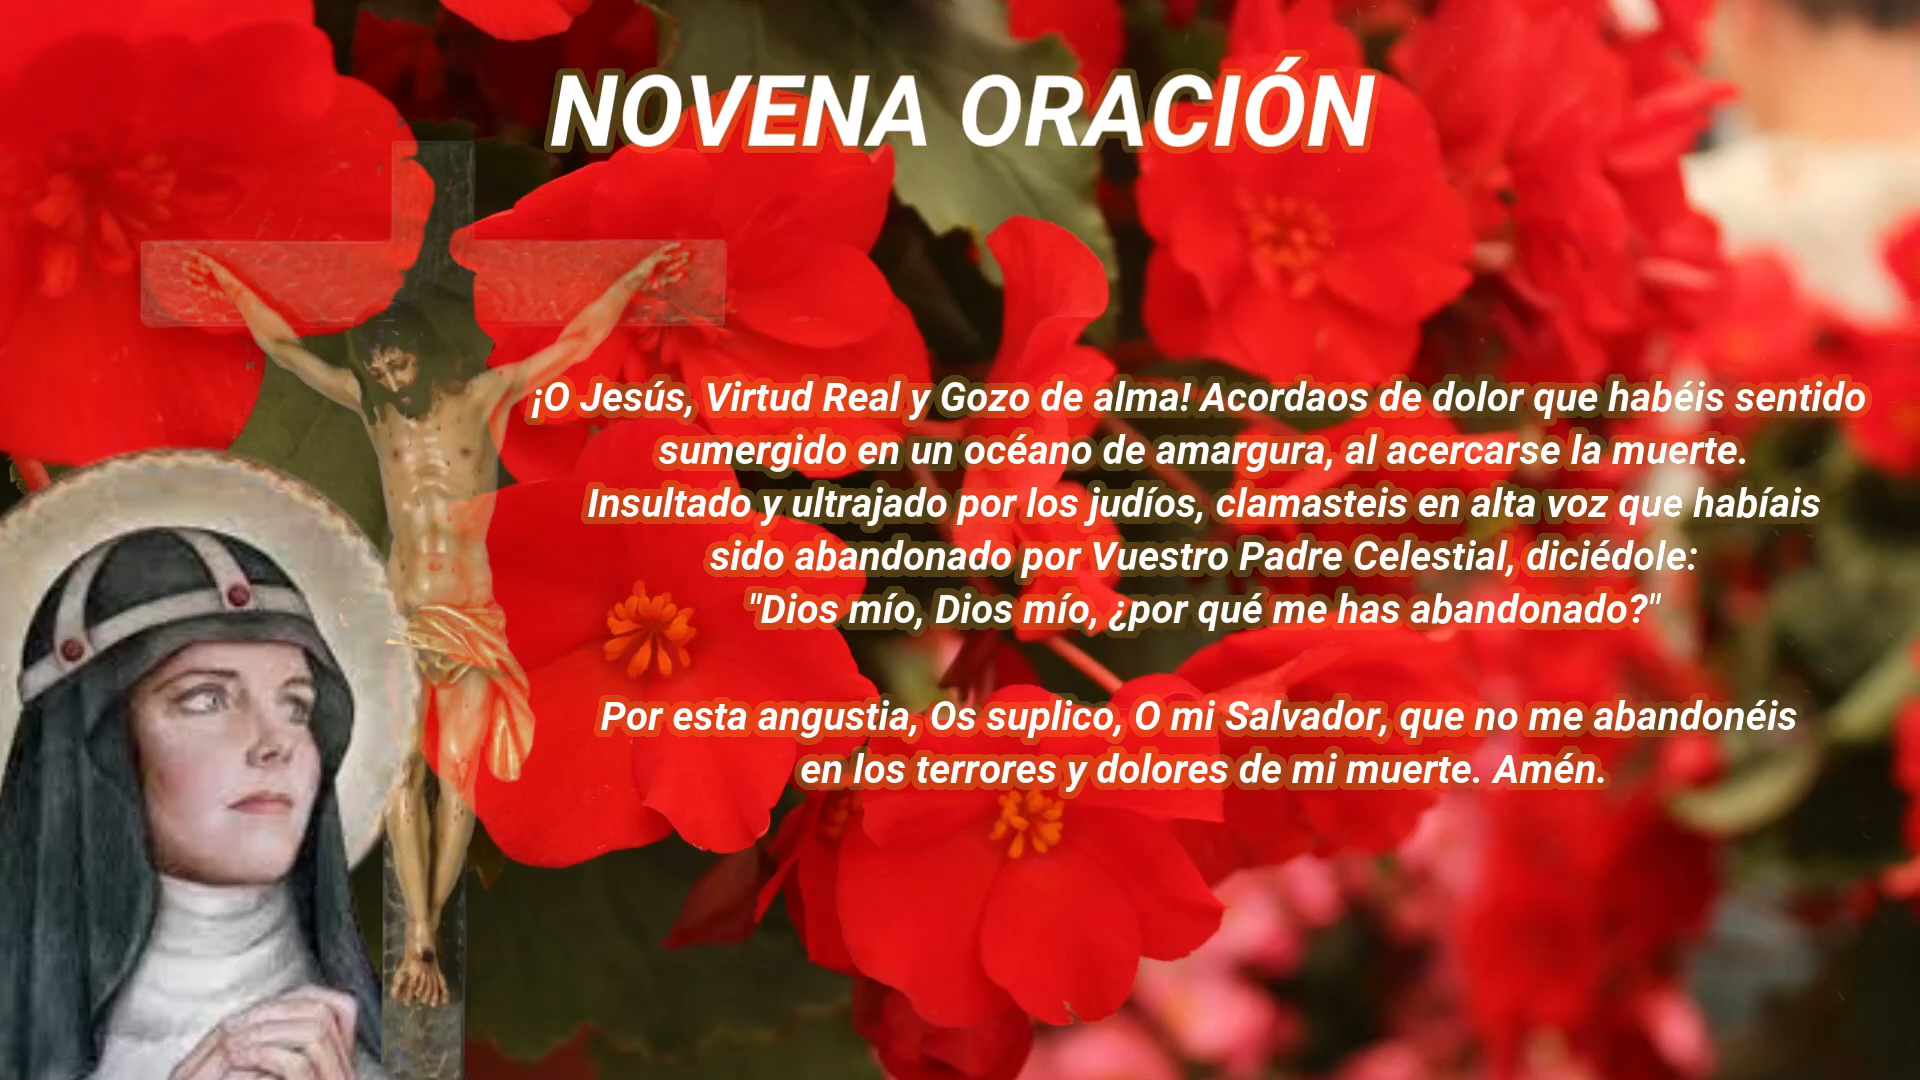 NOVENA ORACIÓN
¡O Jesús, Virtud Real y Gozo de alma! Acordaos de dolor que habéis sentido
sumergido en un océano de amargura, al acercarse la muerte.
Insultado y ultrajado por los judíos, clamasteis en alta voz que habíais
sido abandonado por Vuestro Padre Celestial, diciédole:
"Dios mío, Dios mío, ¿por qué me has abandonado?"
Por esta angustia, Os suplico, O mi Salvador, que no me abandonéis
en los terrores y dolores de mi muerte. Amén.